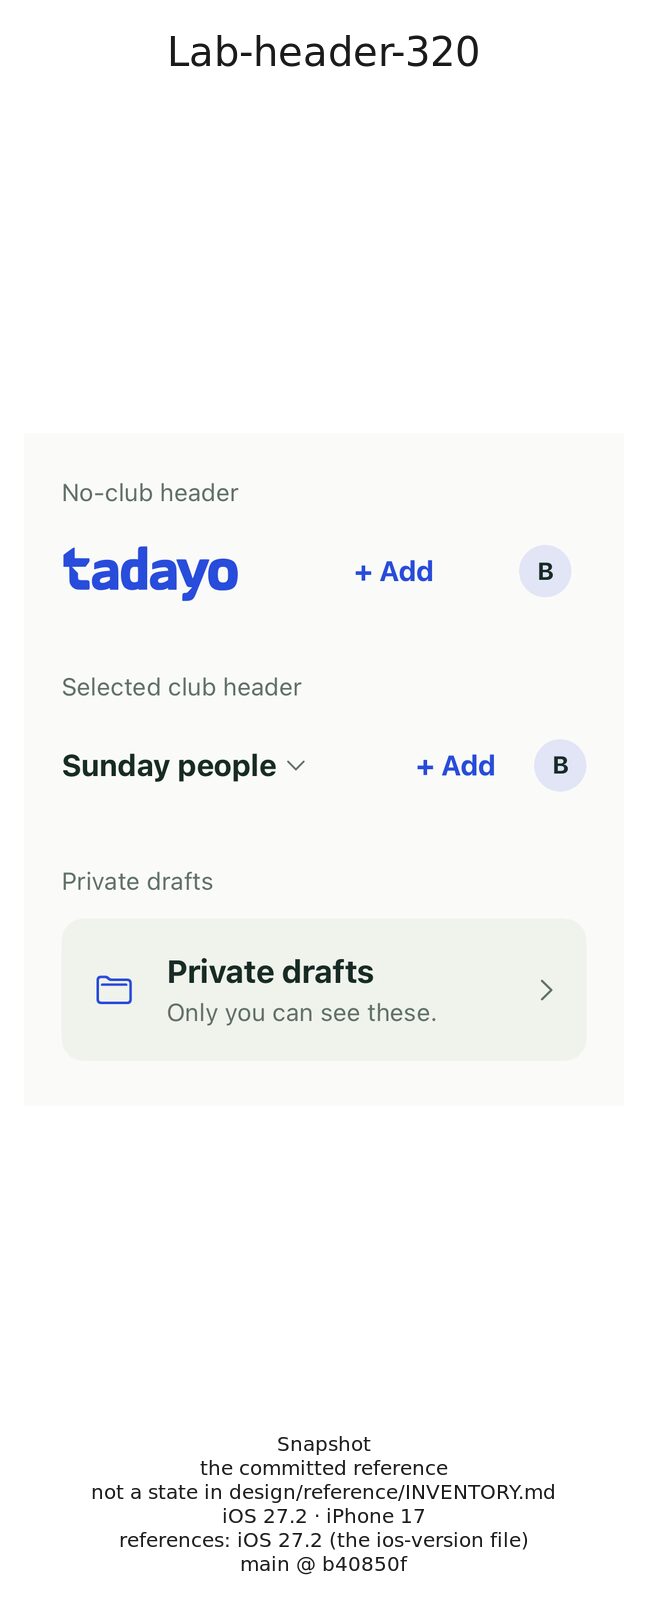 Lab-header-320
No-club header
tadayo + Add B
Selected club header
Sunday people + Add B
Private drafts
Private drafts
Only you can see these.
Snapshot
the committed reference
not a state in design/reference/INVENTORY.md
iOS 27.2 · iPhone 17
references: iOS 27.2 (the ios-version file)
main @ b40850f